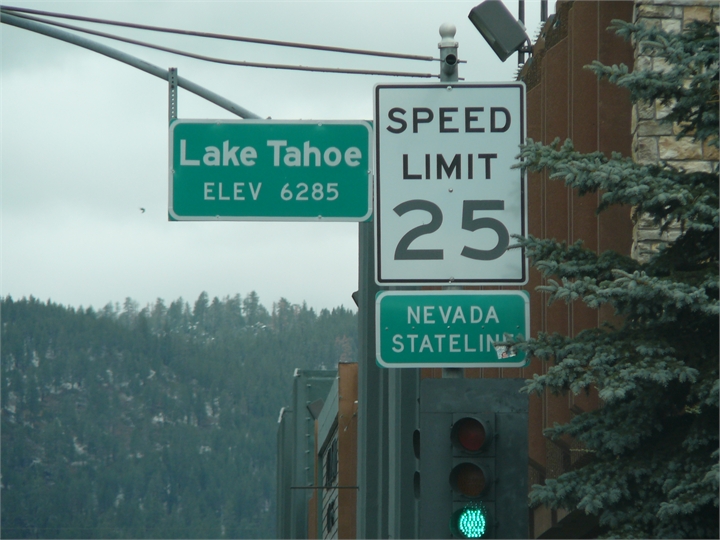 Lake Tahoe
ELEV 6285
SPEED
LIMIT
25
NEVADA
STATELINE